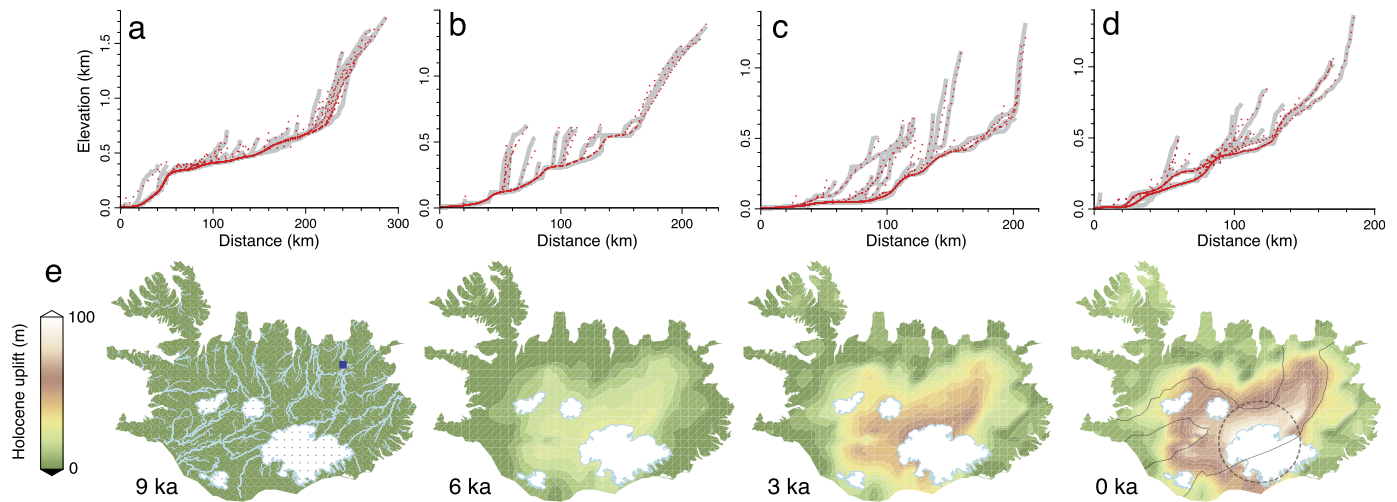 a
b
c
d
Elevation (km)
0.0
0.5
1.0
1.5
0.0
0.5
1.0
0.0
0.5
1.0
0.0
0.5
1.0
0 100 200 300
0 100 200
0 100 200
0 100 200
Distance (km)
Distance (km)
Distance (km)
Distance (km)
e
Holocene uplift (m)
100
0
9 ka
6 ka
3 ka
0 ka